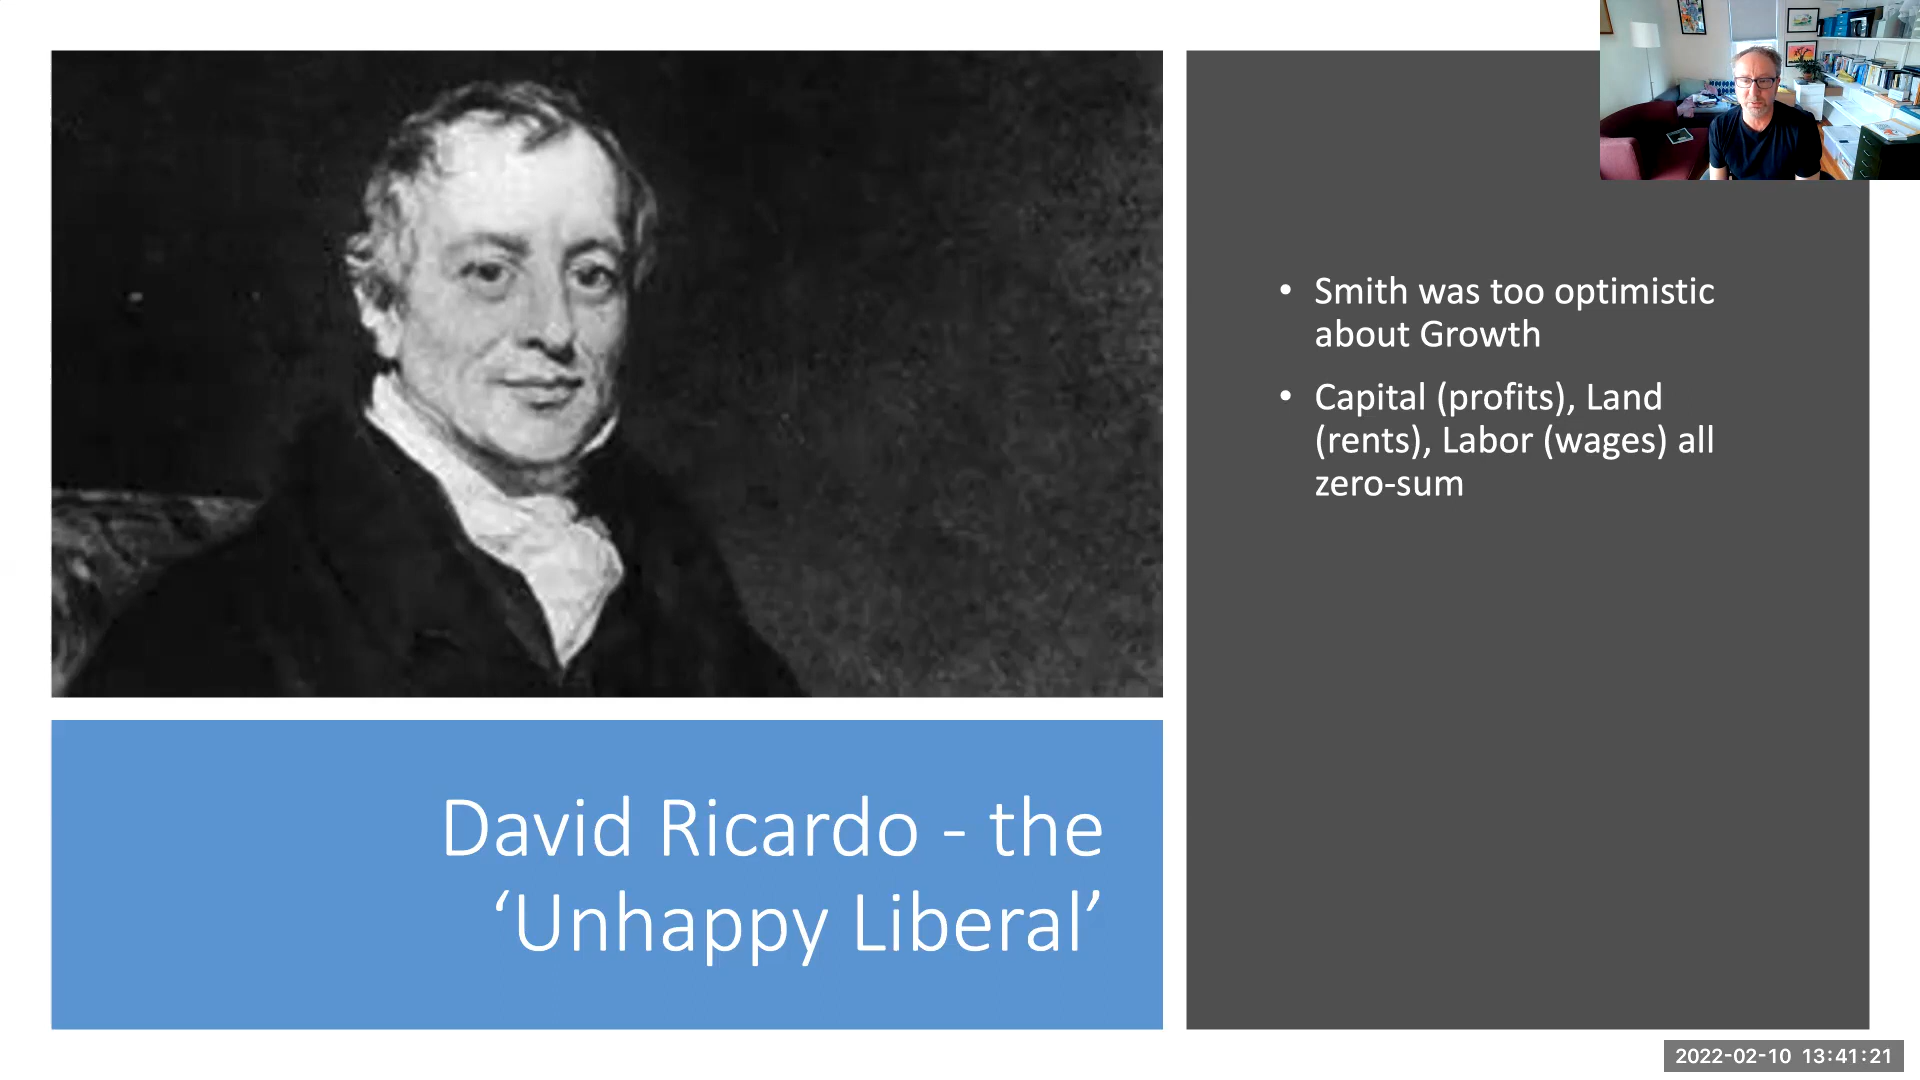 • Smith was too optimistic
about Growth
• Capital (profits), Land
(rents), Labor (wages) all
zero-sum
David Ricardo - the
‘Unhappy Liberal’
2022-02-10 13:41:21